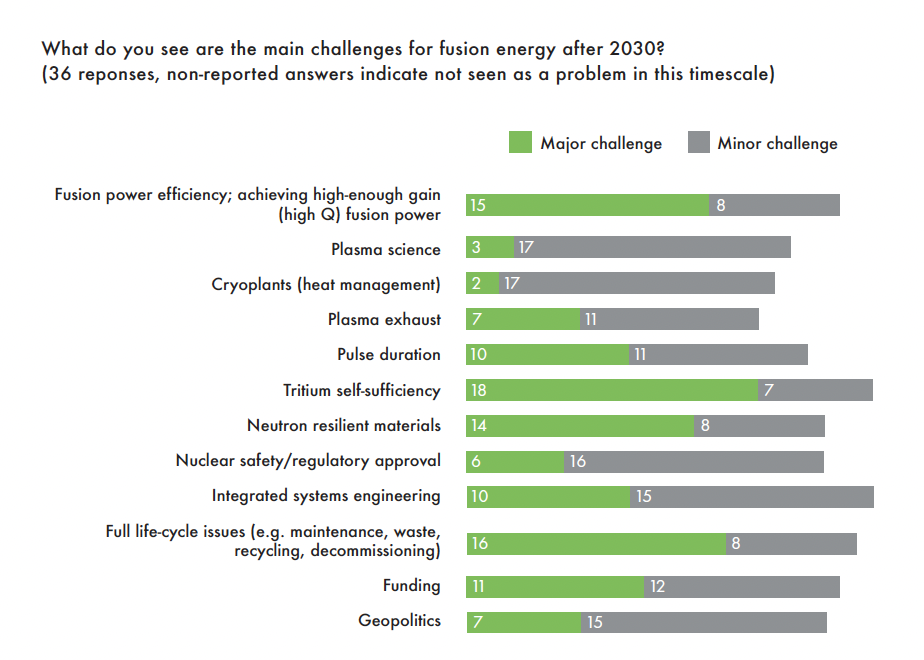 What do you see are the main challenges for fusion energy after 2030?
(36 reponses, non-reported answers indicate not seen as a problem in this timescale)
Major challenge Minor challenge
Fusion power efficiency; achieving high-enough gain
(high Q) fusion power
15 8
Plasma science 3 17
Cryoplants (heat management) 2 17
Plasma exhaust 7 11
Pulse duration 10 11
Tritium self-sufficiency 18 7
Neutron resilient materials 14 8
Nuclear safety/regulatory approval 6 16
Integrated systems engineering 10 15
Full life-cycle issues (e.g. maintenance, waste,
recycling, decommissioning)
16 8
Funding 11 12
Geopolitics 7 15